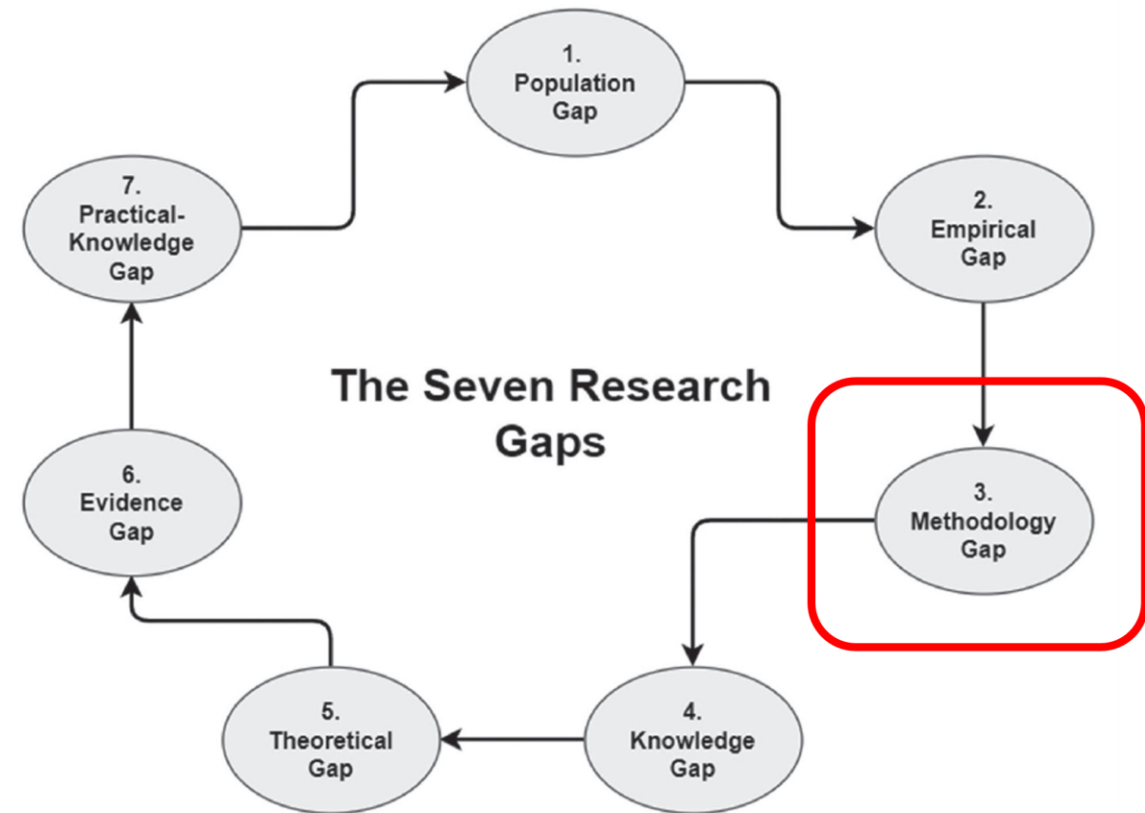 1.
Population
Gap
2.
Empirical
Gap
3.
Methodology
Gap
4.
Knowledge
Gap
5.
Theoretical
Gap
6.
Evidence
Gap
7.
Practical-
Knowledge
Gap
The Seven Research
Gaps